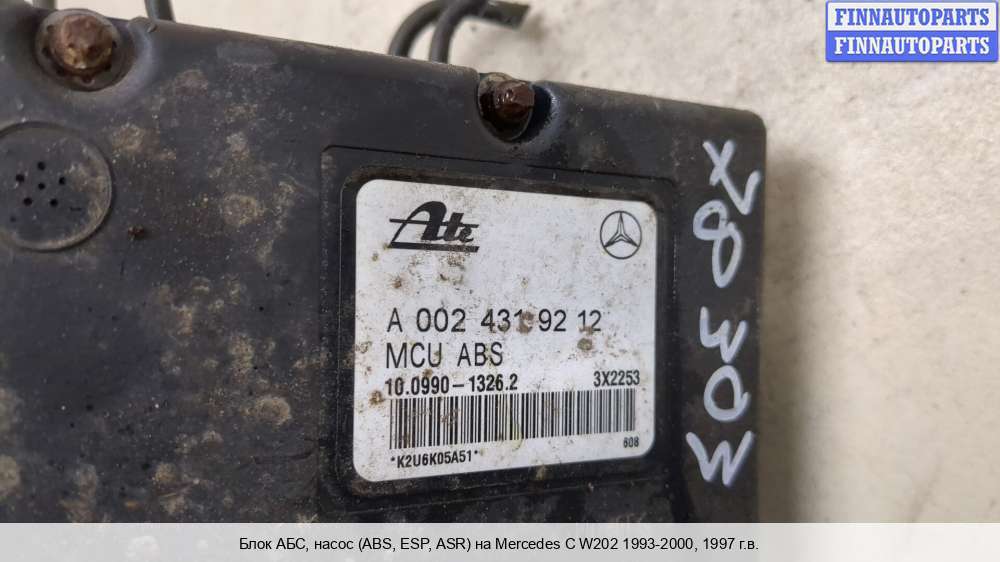 FINNAUTOPARTS
FINNAUTOPARTS
Ate
A 002 431 92 12
MCU ABS
10.0990-1326.2 3X2253
*K2U6K05A51* 608
Блок АБС, насос (ABS, ESP, ASR) на Mercedes C W202 1993-2000, 1997 г.в.